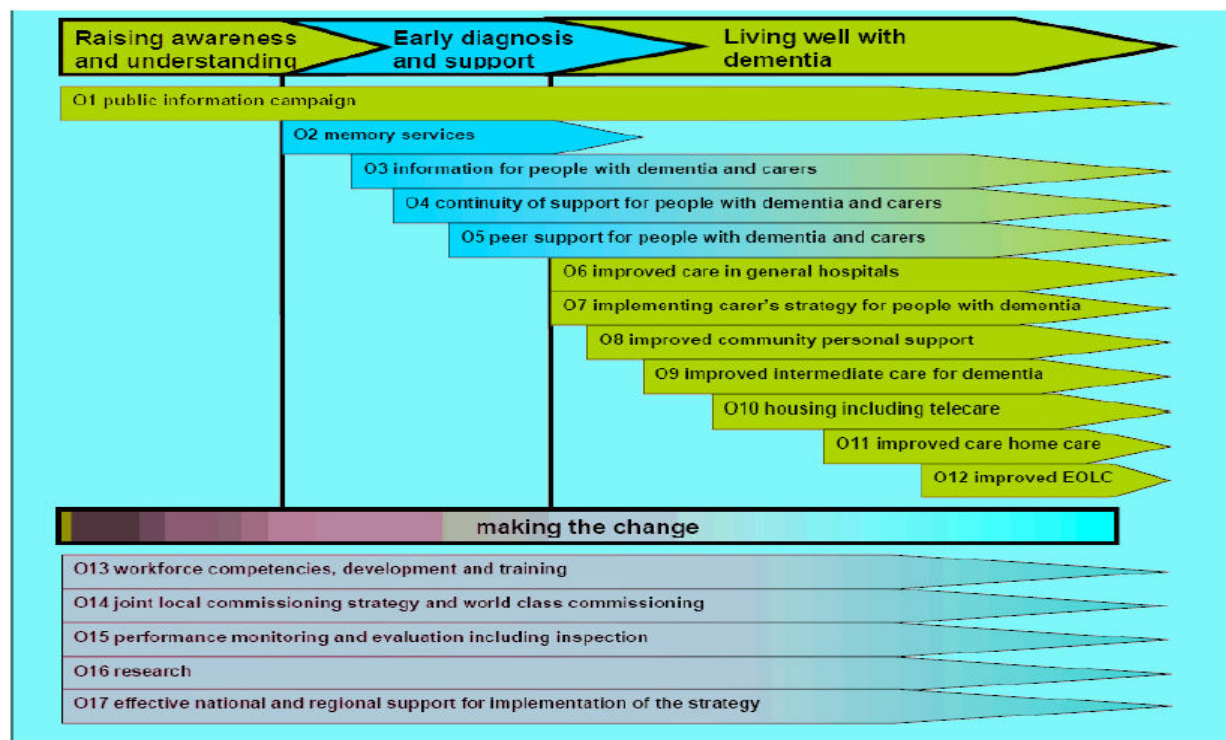 Raising awareness
and understanding
Early diagnosis
and support
Living well with
dementia
O1 public information campaign
O2 memory services
O3 information for people with dementia and carers
O4 continuity of support for people with dementia and carers
O5 peer support for people with dementia and carers
O6 improved care in general hospitals
O7 implementing carer's strategy for people with dementia
O8 improved community personal support
O9 improved intermediate care for dementia
O10 housing including telecare
O11 improved care home care
O12 improved EOLC
making the change
O13 workforce competencies, development and training
O14 joint local commissioning strategy and world class commissioning
O15 performance monitoring and evaluation including inspection
O16 research
O17 effective national and regional support for implementation of the strategy